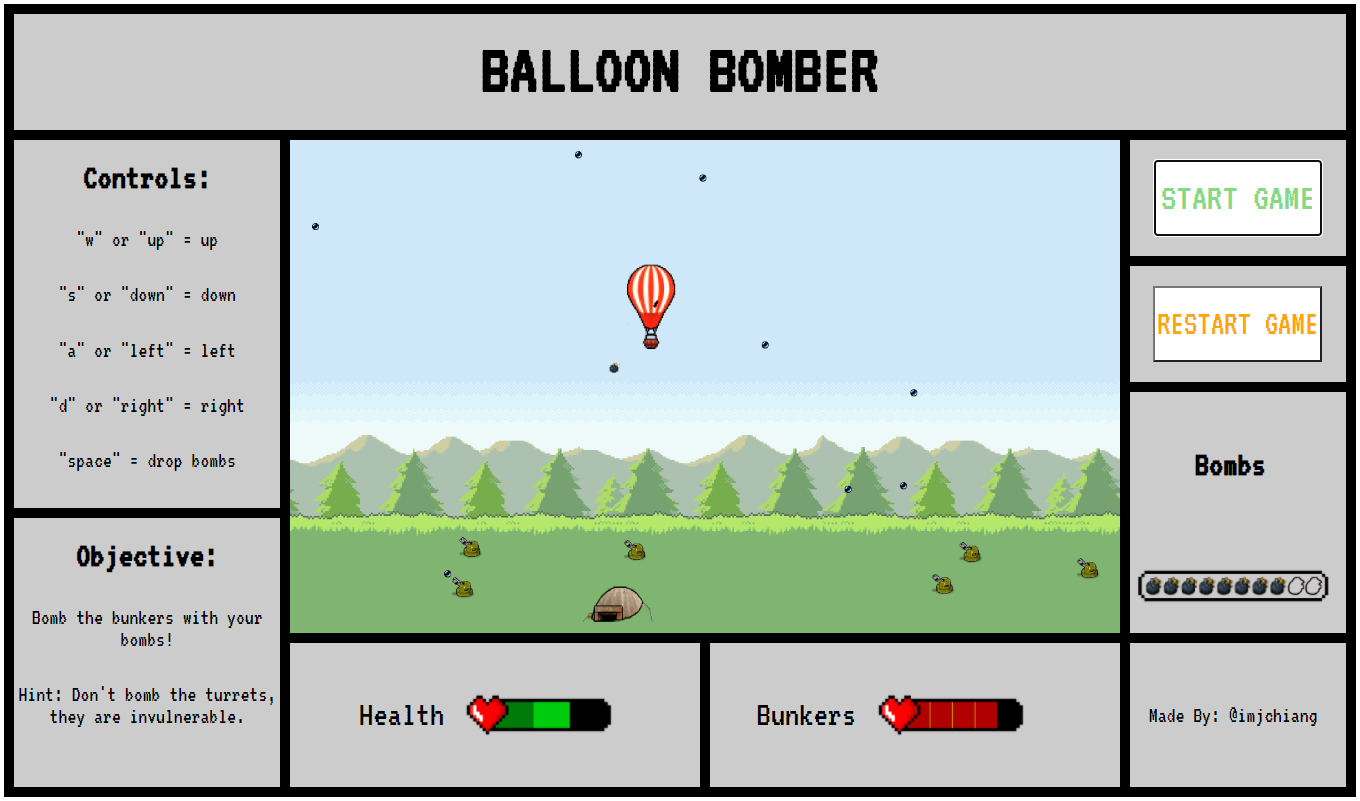 BALLOON BOMBER
Controls:
"w" or "up" = up
"s" or "down" = down
"a" or "left" = left
"d" or "right" = right
"space" = drop bombs
Objective:
Bomb the bunkers with your
bombs!
Hint: Don't bomb the turrets,
they are invulnerable.
START GAME
RESTART GAME
Bombs
Health
Bunkers
Made By: @imjchiang